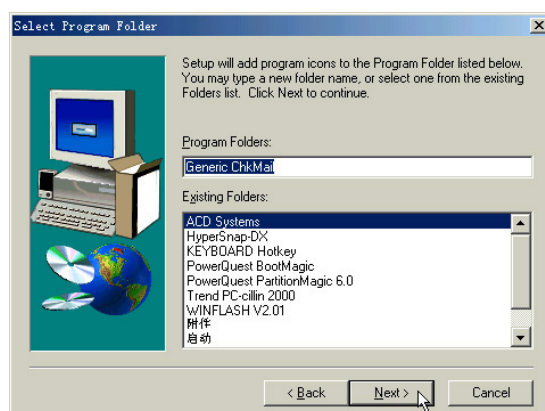 Select Program Folder
Setup will add program icons to the Program Folder listed below.
You may type a new folder name, or select one from the existing
Folders list. Click Next to continue.
Program Folders:
Generic ChkMail
Existing Folders:
ACD Systems
HyperSnap-DX
KEYBOARD Hotkey
PowerQuest BootMagic
PowerQuest PartitionMagic 6.0
Trend PC-cillin 2000
WINFLASH V2.01
附件
启动
< Back
Next >
Cancel